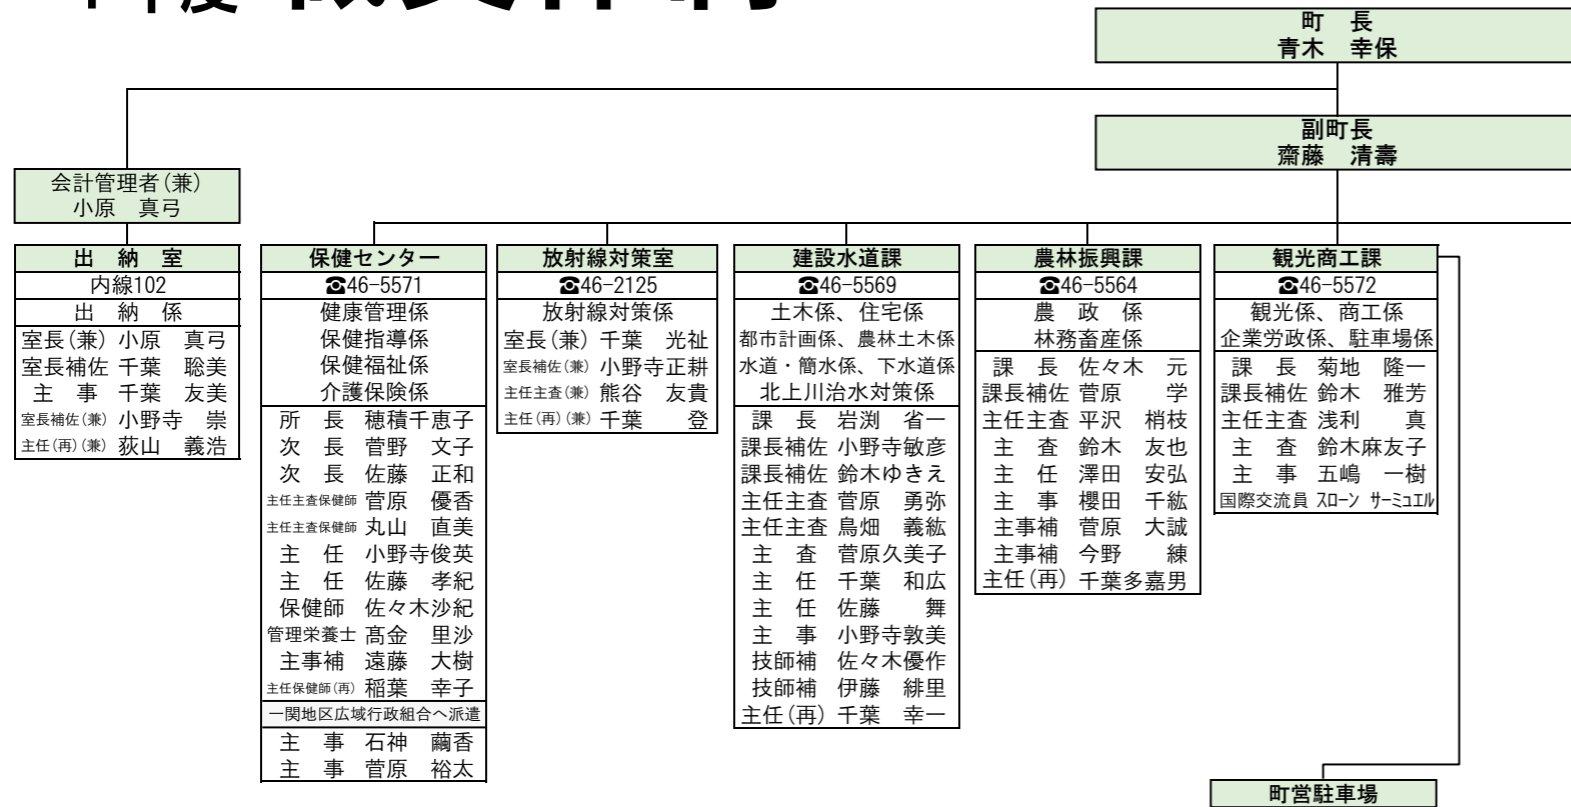 町　長
青木　幸保
副町長
齋藤　清壽
会計管理者(兼)
小原　真弓
出　納　室
内線102
出　納　係
室長(兼) 小原　真弓
室長補佐 千葉　聡美
主　事 千葉　友美
室長補佐(兼) 小野寺　崇
主任(再)(兼) 荻山　義浩
保健センター
☎46-5571
健康管理係
保健指導係
保健福祉係
介護保険係
所　長 穂積千恵子
次　長 菅野　文子
次　長 佐藤　正和
主任主査保健師 菅原　優香
主任主査保健師 丸山　直美
主　任 小野寺俊英
主　任 佐藤　孝紀
保健師 佐々木沙紀
管理栄養士 髙金　里沙
主事補 遠藤　大樹
主任保健師(再) 稲葉　幸子
一関地区広域行政組合へ派遣
主　事 石神　繭香
主　事 菅原　裕太
放射線対策室
☎46-2125
放射線対策係
室長(兼) 千葉　光祉
室長補佐(兼) 小野寺正耕
主任主査(兼) 熊谷　友貴
主任(再)(兼) 千葉　登
建設水道課
☎46-5569
土木係、住宅係
都市計画係、農林土木係
水道・簡水係、下水道係
北上川治水対策係
課　長 岩渕　省一
課長補佐 小野寺敏彦
課長補佐 鈴木ゆきえ
主任主査 菅原　勇弥
主任主査 鳥畑　義紘
主　査 菅原久美子
主　任 千葉　和広
主　任 佐藤　舞
主　事 小野寺敦美
技師補 佐々木優作
技師補 伊藤　緋里
主任(再) 千葉　幸一
農林振興課
☎46-5564
農　政　係
林務畜産係
課　長 佐々木　元
課長補佐 菅原　学
主任主査 平沢　梢枝
主　査 鈴木　友也
主　任 澤田　安弘
主　事 櫻田　千紘
主事補 菅原　大誠
主事補 今野　練
主任(再) 千葉多嘉男
観光商工課
☎46-5572
観光係、商工係
企業労政係、駐車場係
課　長 菊地　隆一
課長補佐 鈴木　雅芳
主任主査 浅利　真
主　査 鈴木麻友子
主　事 五嶋　一樹
国際交流員 スローン サーミュエル
町営駐車場